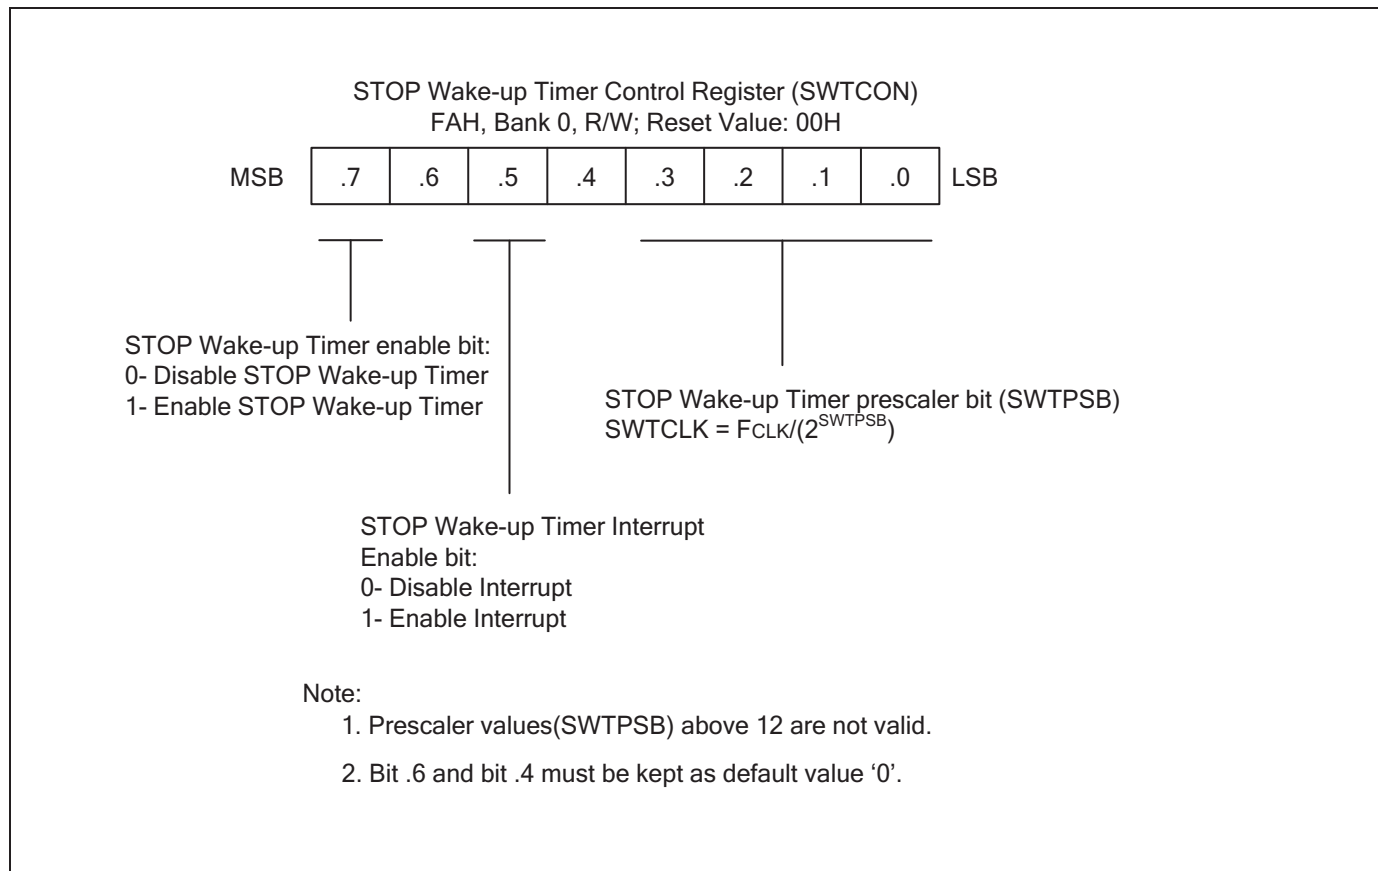 STOP Wake-up Timer Control Register (SWTCON)
FAH, Bank 0, R/W; Reset Value: 00H
MSB .7 .6 .5 .4 .3 .2 .1 .0 LSB
STOP Wake-up Timer enable bit:
0- Disable STOP Wake-up Timer
1- Enable STOP Wake-up Timer
STOP Wake-up Timer prescaler bit (SWTPSB)
SWTCLK = FCLK/(2^SWTPSB)
STOP Wake-up Timer Interrupt
Enable bit:
0- Disable Interrupt
1- Enable Interrupt
Note:
1. Prescaler values(SWTPSB) above 12 are not valid.
2. Bit .6 and bit .4 must be kept as default value ‘0’.